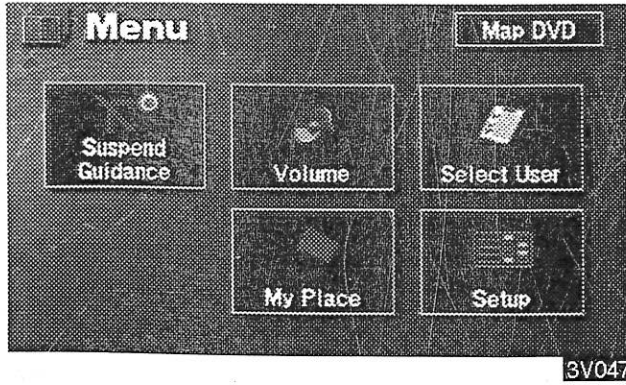 Menu
Map DVD
Suspend
Guidance
Volume
Select User
My Place
Setup
3V047